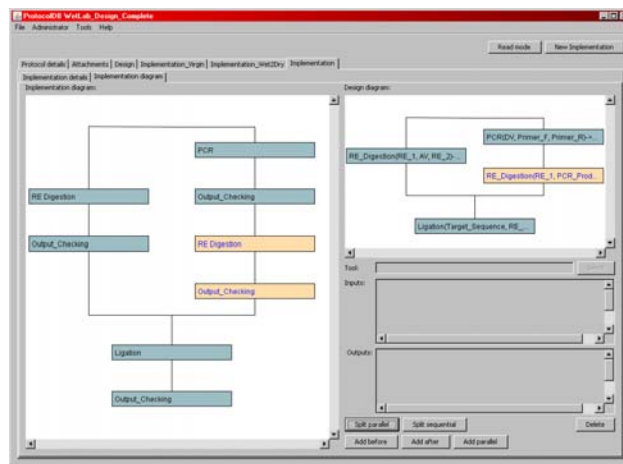 ProtocolDB WetLab_Design_Complete
File Administrator Tools Help
Read mode New Implementation
Protocol details Attachments Design Implementation_Virgin Implementation_Wet2Dry Implementation
Implementation details Implementation diagram
Implementation diagram:
PCR
RE Digestion
Output_Checking
Output_Checking
RE Digestion
Output_Checking
Ligation
Output_Checking
Design diagram:
PCR(DV, Primer_F, Primer_R)->...
RE_Digestion(RE_1, AV, RE_2)-...
RE_Digestion(RE_1, PCR_Prod...
Ligation(Target_Sequence, RE_...
Tool:
Inputs:
Outputs:
Split parallel Split sequential Delete
Add before Add after Add parallel